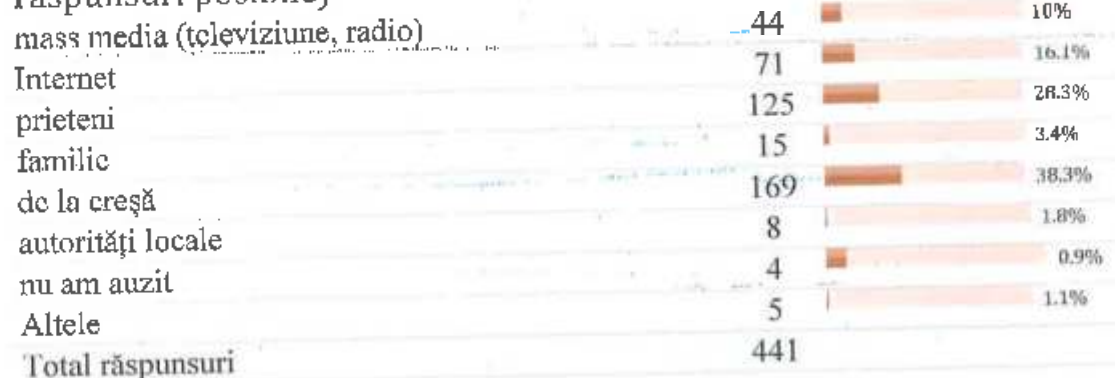 mass media (televiziune, radio) 44 10%
Internet 71 16.1%
prieteni 125 28.3%
familie 15 3.4%
de la creşă 169 38.3%
autorităţi locale 8 1.8%
nu am auzit 4 0.9%
Altele 5 1.1%
Total răspunsuri 441